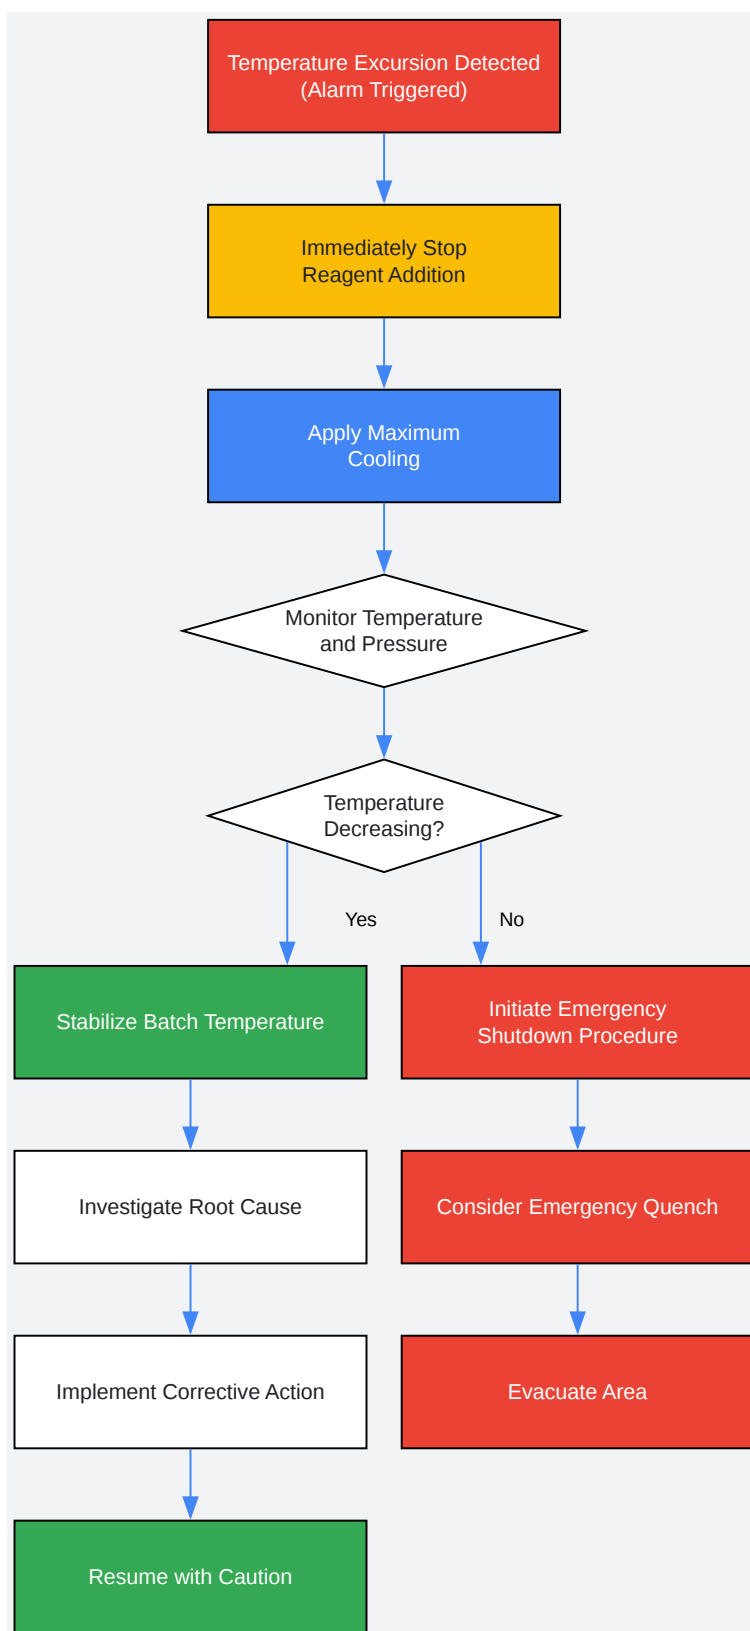 Temperature Excursion Detected
(Alarm Triggered)
Immediately Stop
Reagent Addition
Apply Maximum
Cooling
Monitor Temperature
and Pressure
Temperature
Decreasing?
Yes
No
Stabilize Batch Temperature
Initiate Emergency
Shutdown Procedure
Investigate Root Cause
Consider Emergency Quench
Implement Corrective Action
Evacuate Area
Resume with Caution